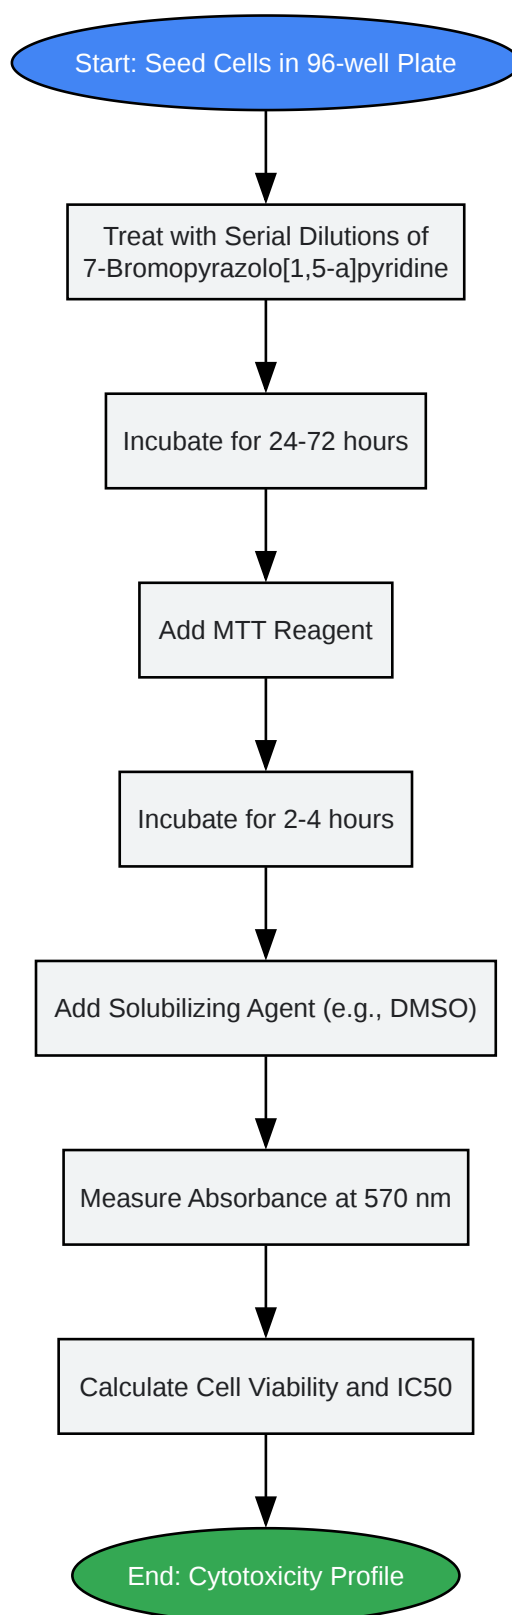 Start: Seed Cells in 96-well Plate
Treat with Serial Dilutions of
7-Bromopyrazolo[1,5-a]pyridine
Incubate for 24-72 hours
Add MTT Reagent
Incubate for 2-4 hours
Add Solubilizing Agent (e.g., DMSO)
Measure Absorbance at 570 nm
Calculate Cell Viability and IC50
End: Cytotoxicity Profile